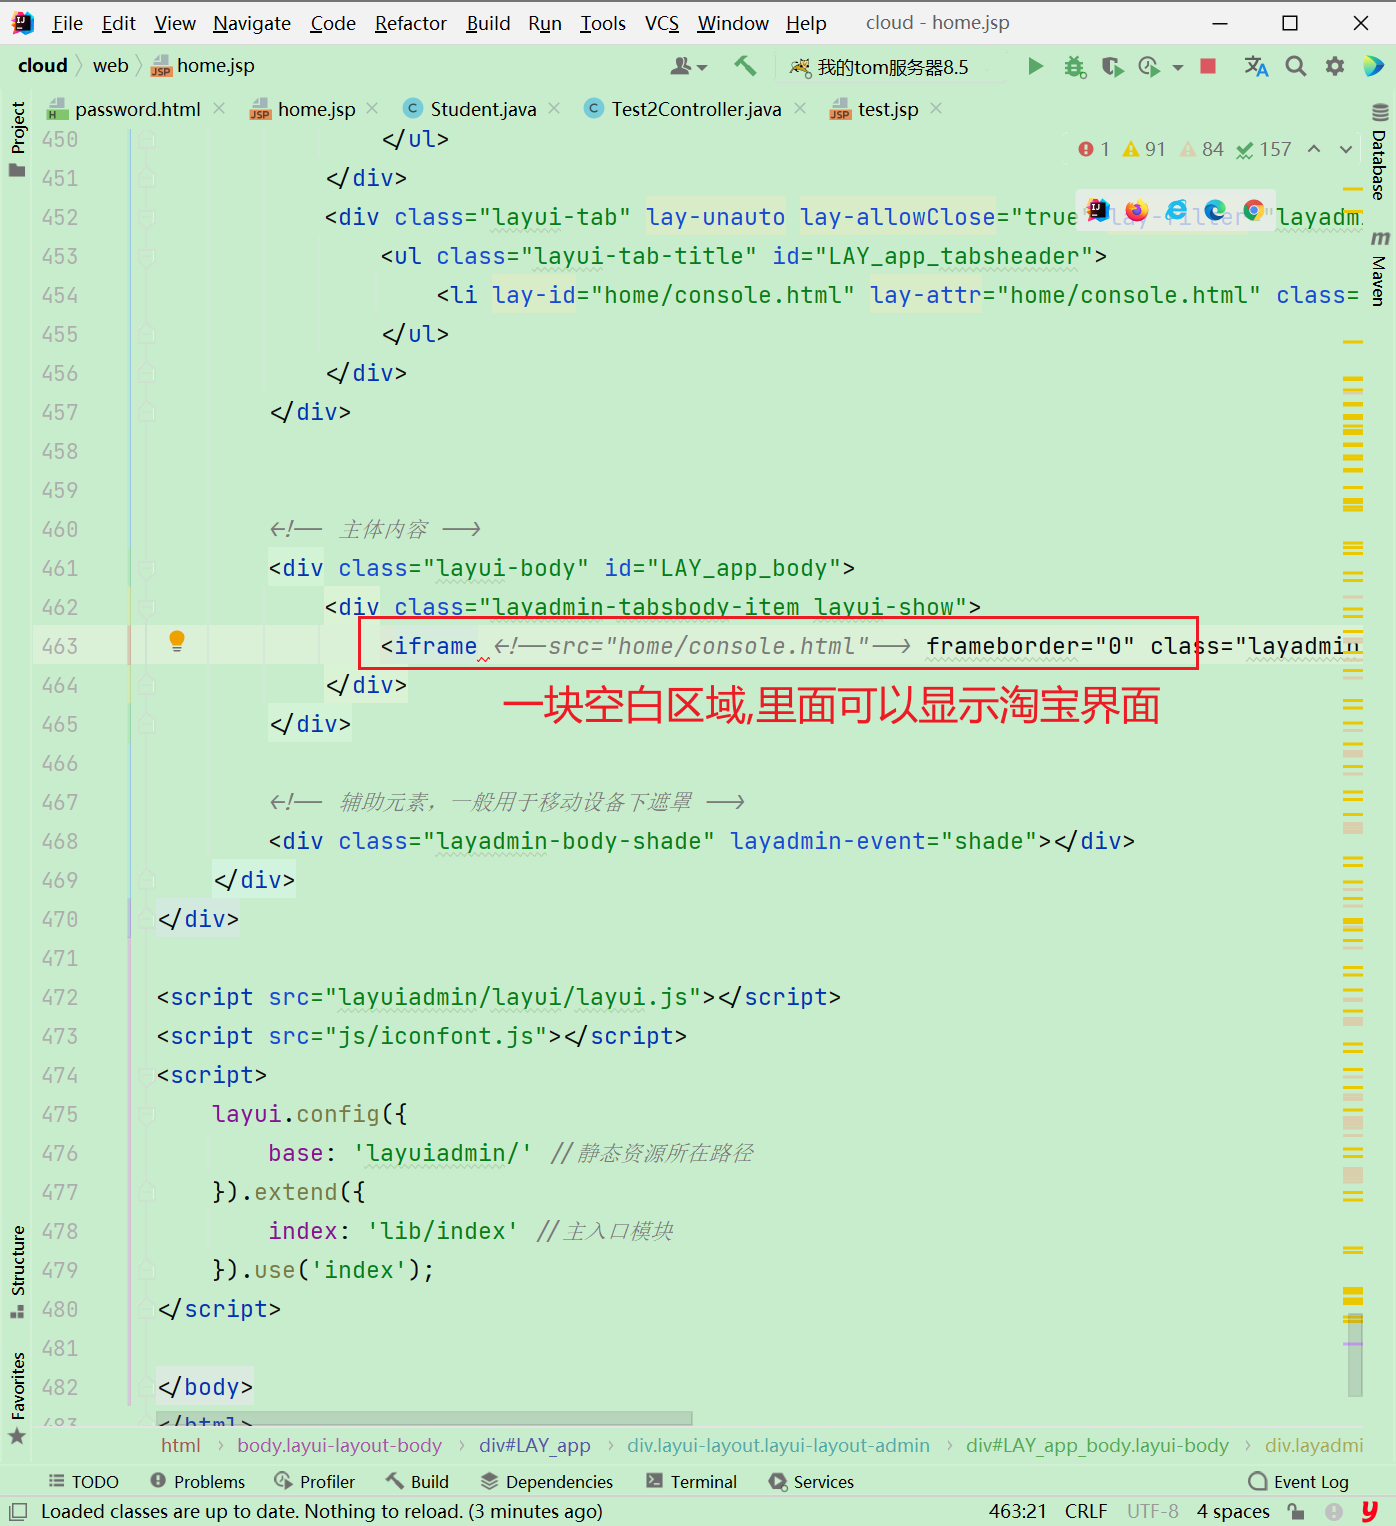 File Edit View Navigate Code Refactor Build Run Tools VCS Window Help cloud - home.jsp
cloud web home.jsp 我的tom服务器8.5
password.html home.jsp Student.java Test2Controller.java test.jsp
Project
Database
Maven
Structure
Favorites
1 91 84 157
450 </ul>
451 </div>
452 <div class="layui-tab" lay-unauto lay-allowClose="true" lay-filter="layadmi
453 <ul class="layui-tab-title" id="LAY_app_tabsheader">
454 <li lay-id="home/console.html" lay-attr="home/console.html" class=
455 </ul>
456 </div>
457 </div>
458
459
460 <!-- 主体内容 -->
461 <div class="layui-body" id="LAY_app_body">
462 <div class="layadmin-tabsbody-item layui-show">
463 <iframe <!--src="home/console.html"--> frameborder="0" class="layadmin
464 </div>
一块空白区域,里面可以显示淘宝界面
465 </div>
466
467 <!-- 辅助元素，一般用于移动设备下遮罩 -->
468 <div class="layadmin-body-shade" layadmin-event="shade"></div>
469 </div>
470 </div>
471
472 <script src="layuiadmin/layui/layui.js"></script>
473 <script src="js/iconfont.js"></script>
474 <script>
475 layui.config({
476 base: 'layuiadmin/' //静态资源所在路径
477 }).extend({
478 index: 'lib/index' //主入口模块
479 }).use('index');
480 </script>
481
482 </body>
483 </html>
html body.layui-layout-body div#LAY_app div.layui-layout.layui-layout-admin div#LAY_app_body.layui-body div.layadmi
TODO Problems Profiler Build Dependencies Terminal Services Event Log
Loaded classes are up to date. Nothing to reload. (3 minutes ago) 463:21 CRLF UTF-8 4 spaces